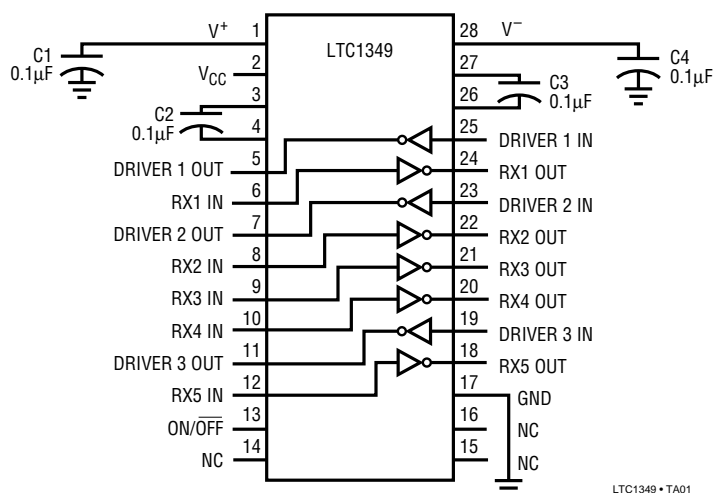 V+ 1 LTC1349 28 V−
C1
0.1µF
C4
0.1µF
VCC 2 27
C3
0.1µF
3 26
C2
0.1µF
4 25 DRIVER 1 IN
DRIVER 1 OUT 5 24 RX1 OUT
RX1 IN 6 23 DRIVER 2 IN
DRIVER 2 OUT 7 22 RX2 OUT
RX2 IN 8 21 RX3 OUT
RX3 IN 9 20 RX4 OUT
RX4 IN 10 19 DRIVER 3 IN
DRIVER 3 OUT 11 18 RX5 OUT
RX5 IN 12 17 GND
ON/O̅F̅F̅ 13 16 NC
NC 14 15 NC
LTC1349 • TA01